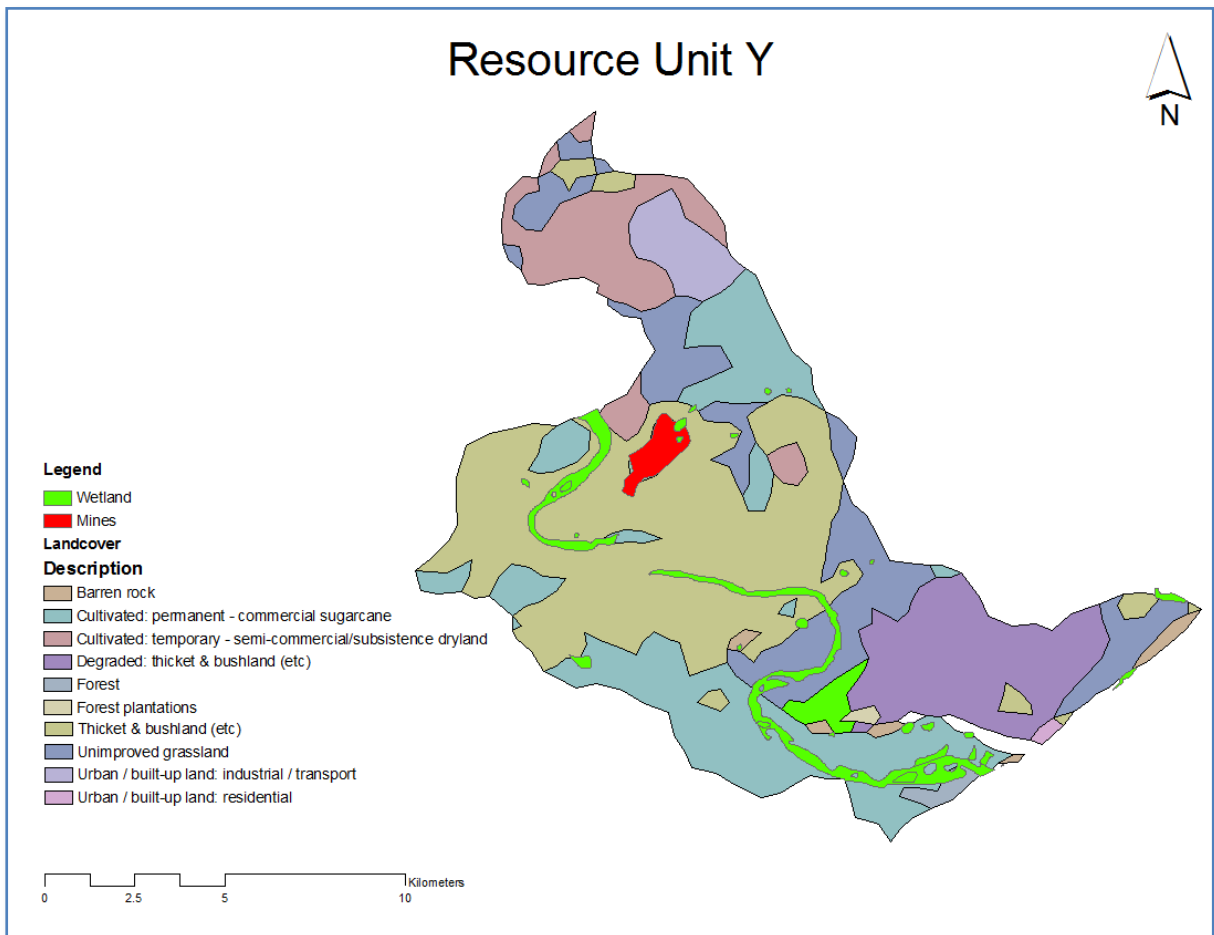 Resource Unit Y
N
Legend
Wetland
Mines
Landcover
Description
Barren rock
Cultivated: permanent - commercial sugarcane
Cultivated: temporary - semi-commercial/subsistence dryland
Degraded: thicket & bushland (etc)
Forest
Forest plantations
Thicket & bushland (etc)
Unimproved grassland
Urban / built-up land: industrial / transport
Urban / built-up land: residential
Kilometers
0 2.5 5 10